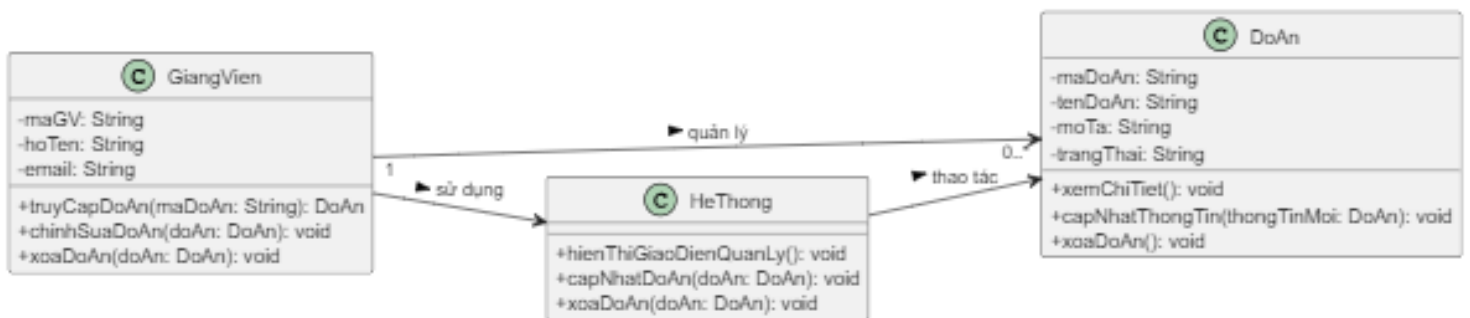 C GiangVien
-maGV: String
-hoTen: String
-email: String
+truyCapDoAn(maDoAn: String): DoAn
+chinhSuaDoAn(doAn: DoAn): void
+xoaDoAn(doAn: DoAn): void
1
quản lý
0..
sử dụng
C HeThong
+hienThiGiaoDienQuanLy(): void
+capNhatDoAn(doAn: DoAn): void
+xoaDoAn(doAn: DoAn): void
thao tác
C DoAn
-maDoAn: String
-tenDoAn: String
-moTa: String
-trangThai: String
+xemChiTiet(): void
+capNhatThongTin(thongTinMoi: DoAn): void
+xoaDoAn(): void